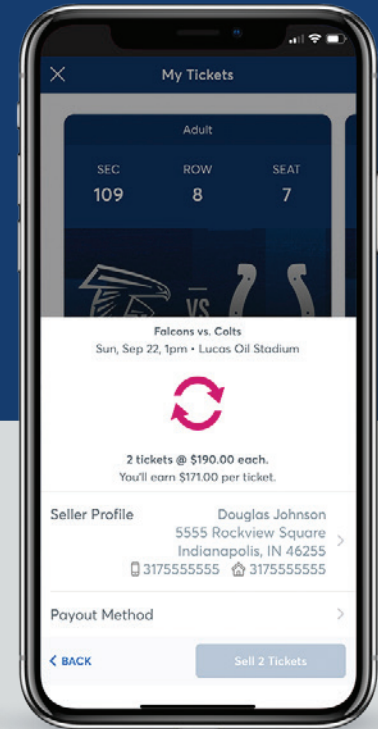 My Tickets
Adult
SEC ROW SEAT
109 8 7
VS
Falcons vs. Colts
Sun, Sep 22, 1pm • Lucas Oil Stadium
2 tickets @ $190.00 each.
You'll earn $171.00 per ticket.
Seller Profile Douglas Johnson
5555 Rockview Square
Indianapolis, IN 46255
3175555555 3175555555
Payout Method
< BACK Sell 2 Tickets